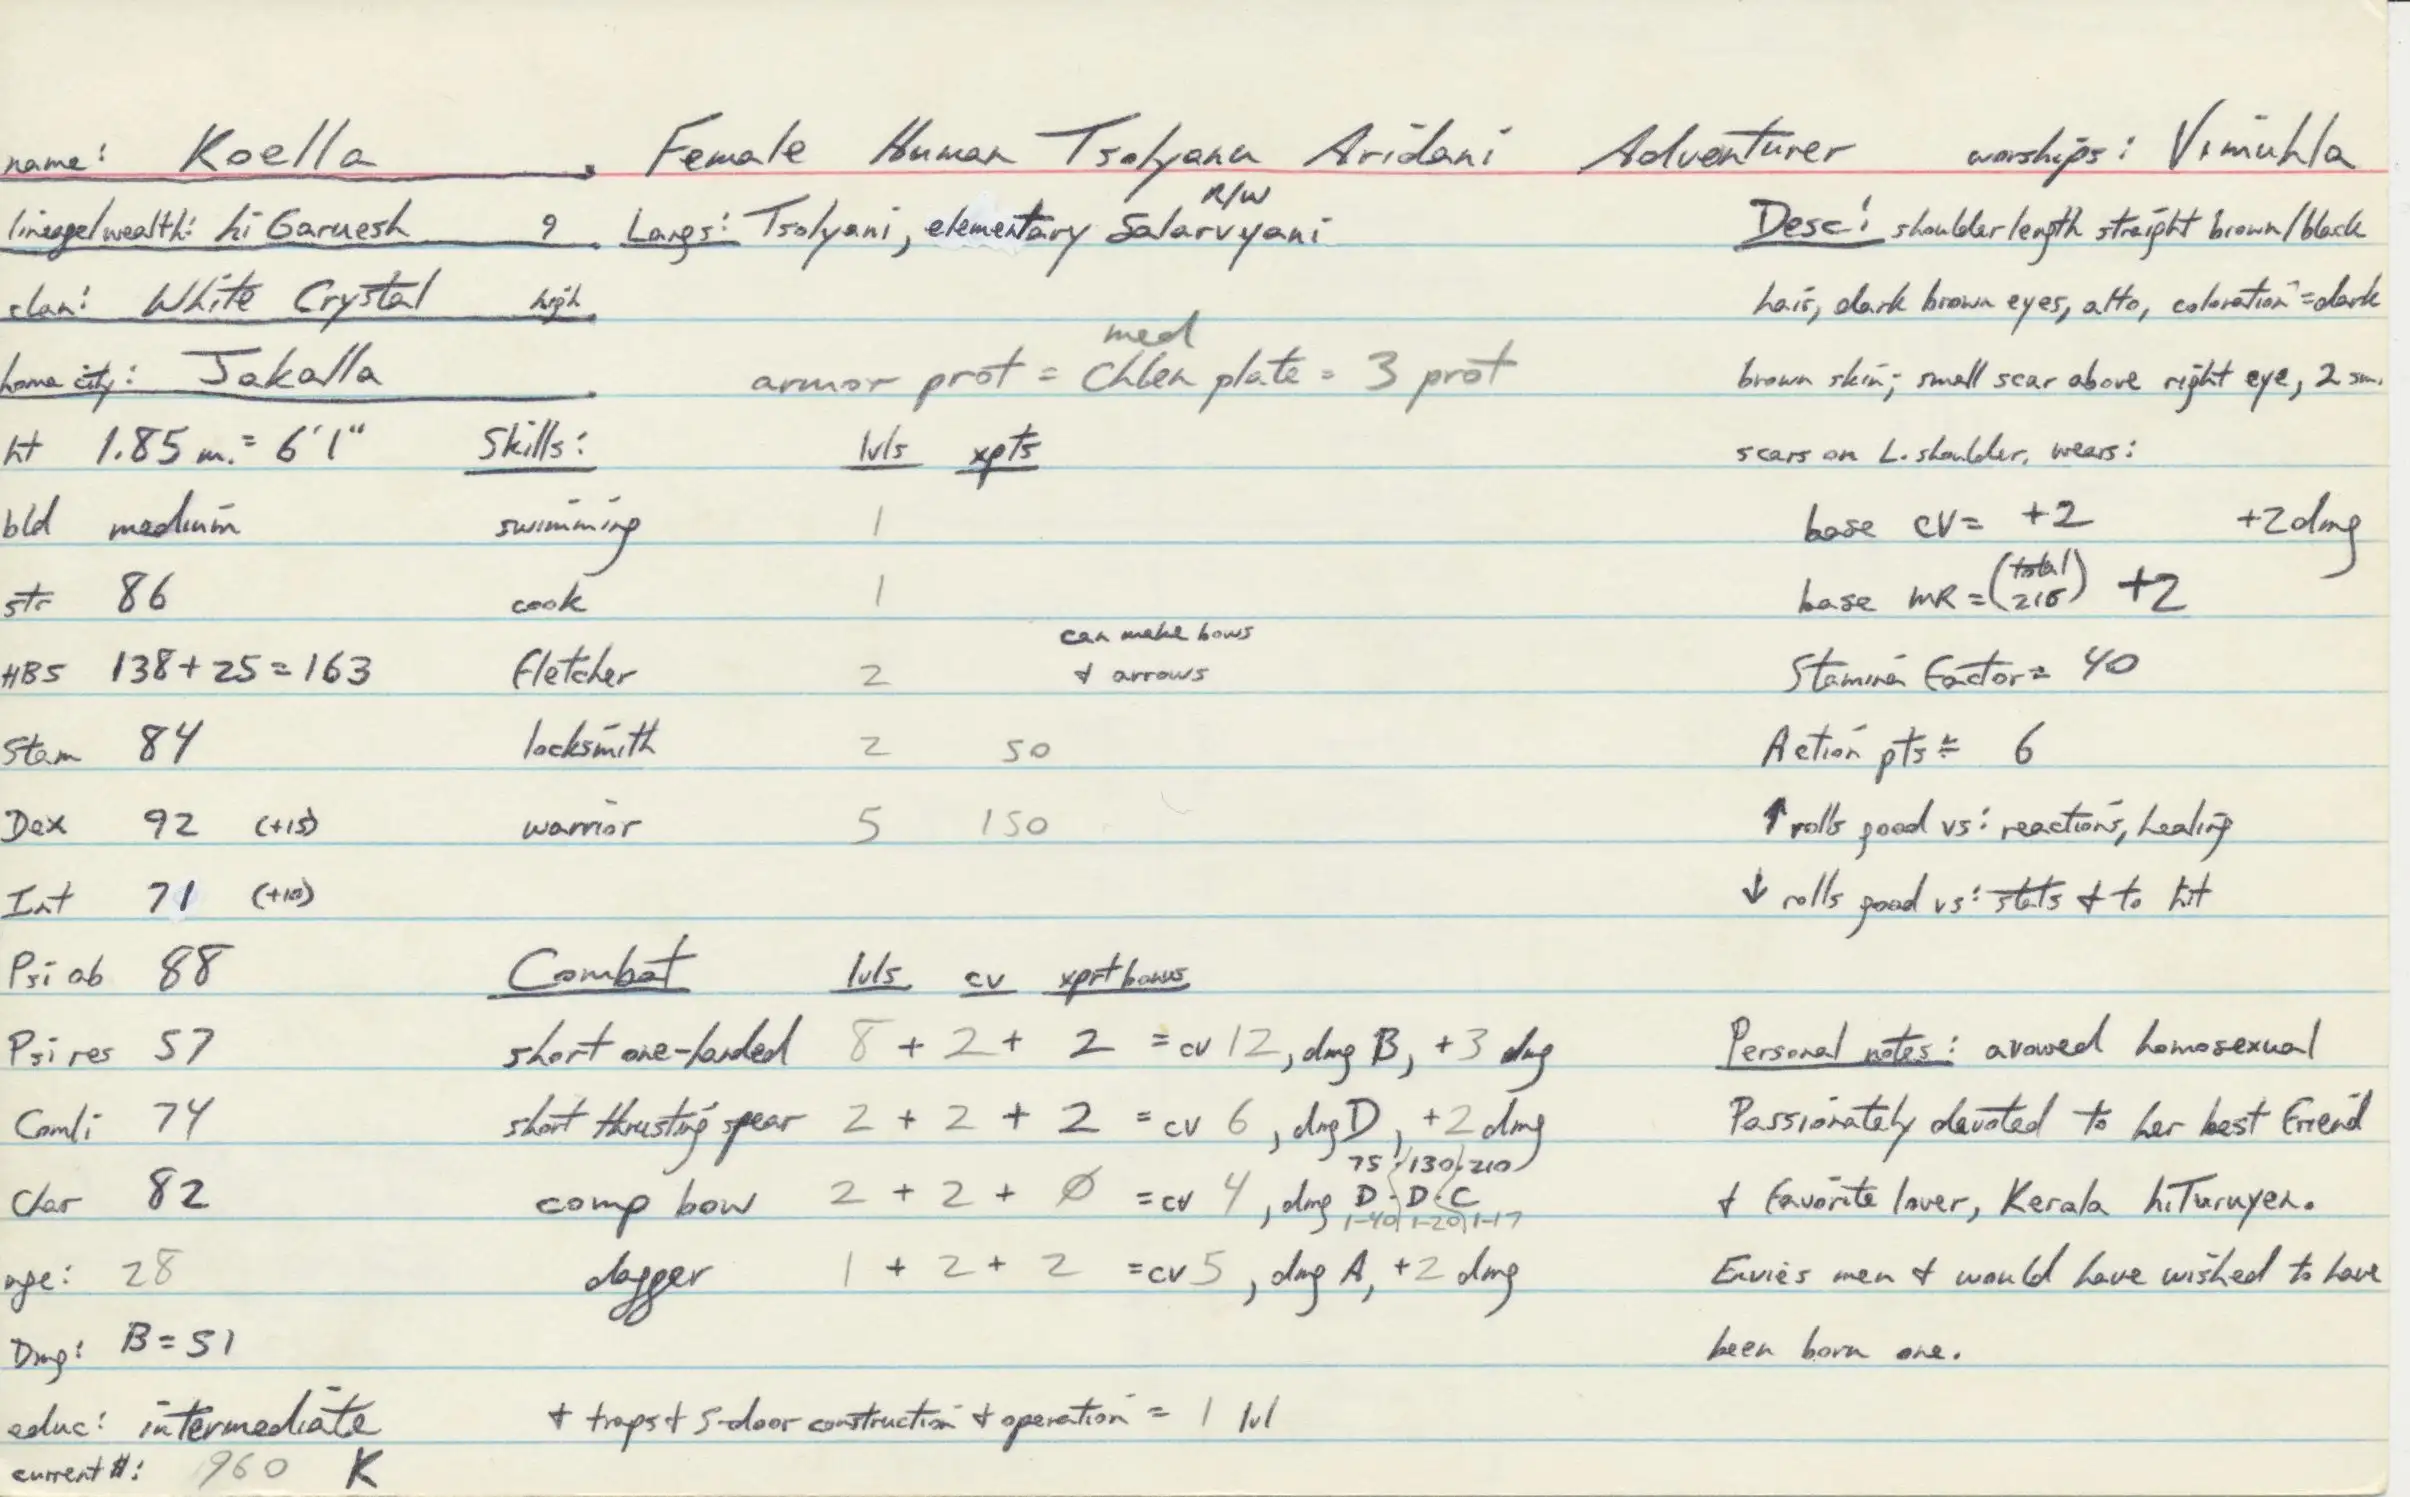 name: Koella Female Human Tsolyanu Aridani Adventurer worships: Vimuhla
lineage/wealth: hi Garuesh 9 Langs: Tsolyani, elementary R/W Salarvyani Desc: shoulder length straight brown/black
clan: White Crystal high hair, dark brown eyes, alto, coloration = dark
home city: Jakalla armor prot = med Chlen plate = 3 prot brown skin; small scar above right eye, 2 sm.
ht 1.85 m. = 6'1" Skills: lvls xpts scars on L. shoulder, wears:
bld medium swimming 1 base CV = +2 +2 dmg
str 86 cook 1 base MR = (total 216) +2
can make bows
HBS 138 + 25 = 163 fletcher 2 & arrows Stamina Factor = 40
Stam 84 locksmith 2 50 Action pts = 6
Dex 92 (+15) warrior 5 150 ↑ rolls good vs: reactions, healing
Int 71 (+10) ↓ rolls good vs: stats & to hit
Psi ab 88 Combat lvls cv xprt bonus
Psi res 57 short one-handed 8 + 2 + 2 = cv 12, dmg B, +3 dmg Personal notes: avowed homosexual
Comli 74 short thrusting spear 2 + 2 + 2 = cv 6, dmg D, +2 dmg Passionately devoted to her best friend
75 130 210
Char 82 comp bow 2 + 2 + Ø = cv 4, dmg D · D · C & favorite lover, Kerala hiTuruyen.
1-40 1-20 1-17
age: 28 dagger 1 + 2 + 2 = cv 5, dmg A, +2 dmg Envies men & would have wished to have
Dmg: B = 51 been born one.
educ: intermediate & traps & S-door construction & operation = 1 lvl
current #: 960 K